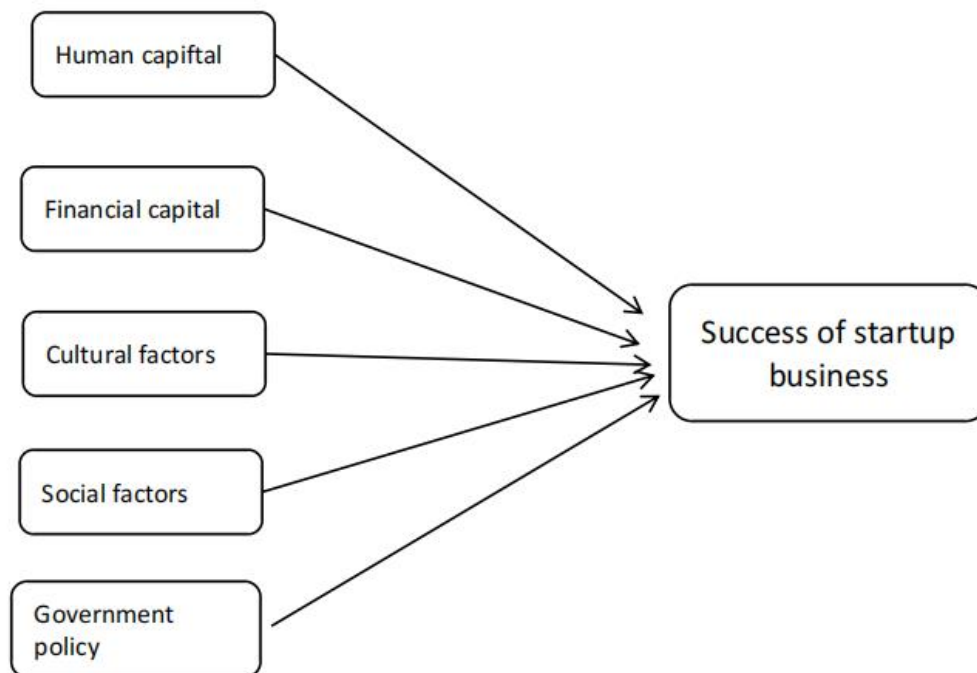 Human capiftal
Financial capital
Cultural factors
Social factors
Government
policy
Success of startup
business